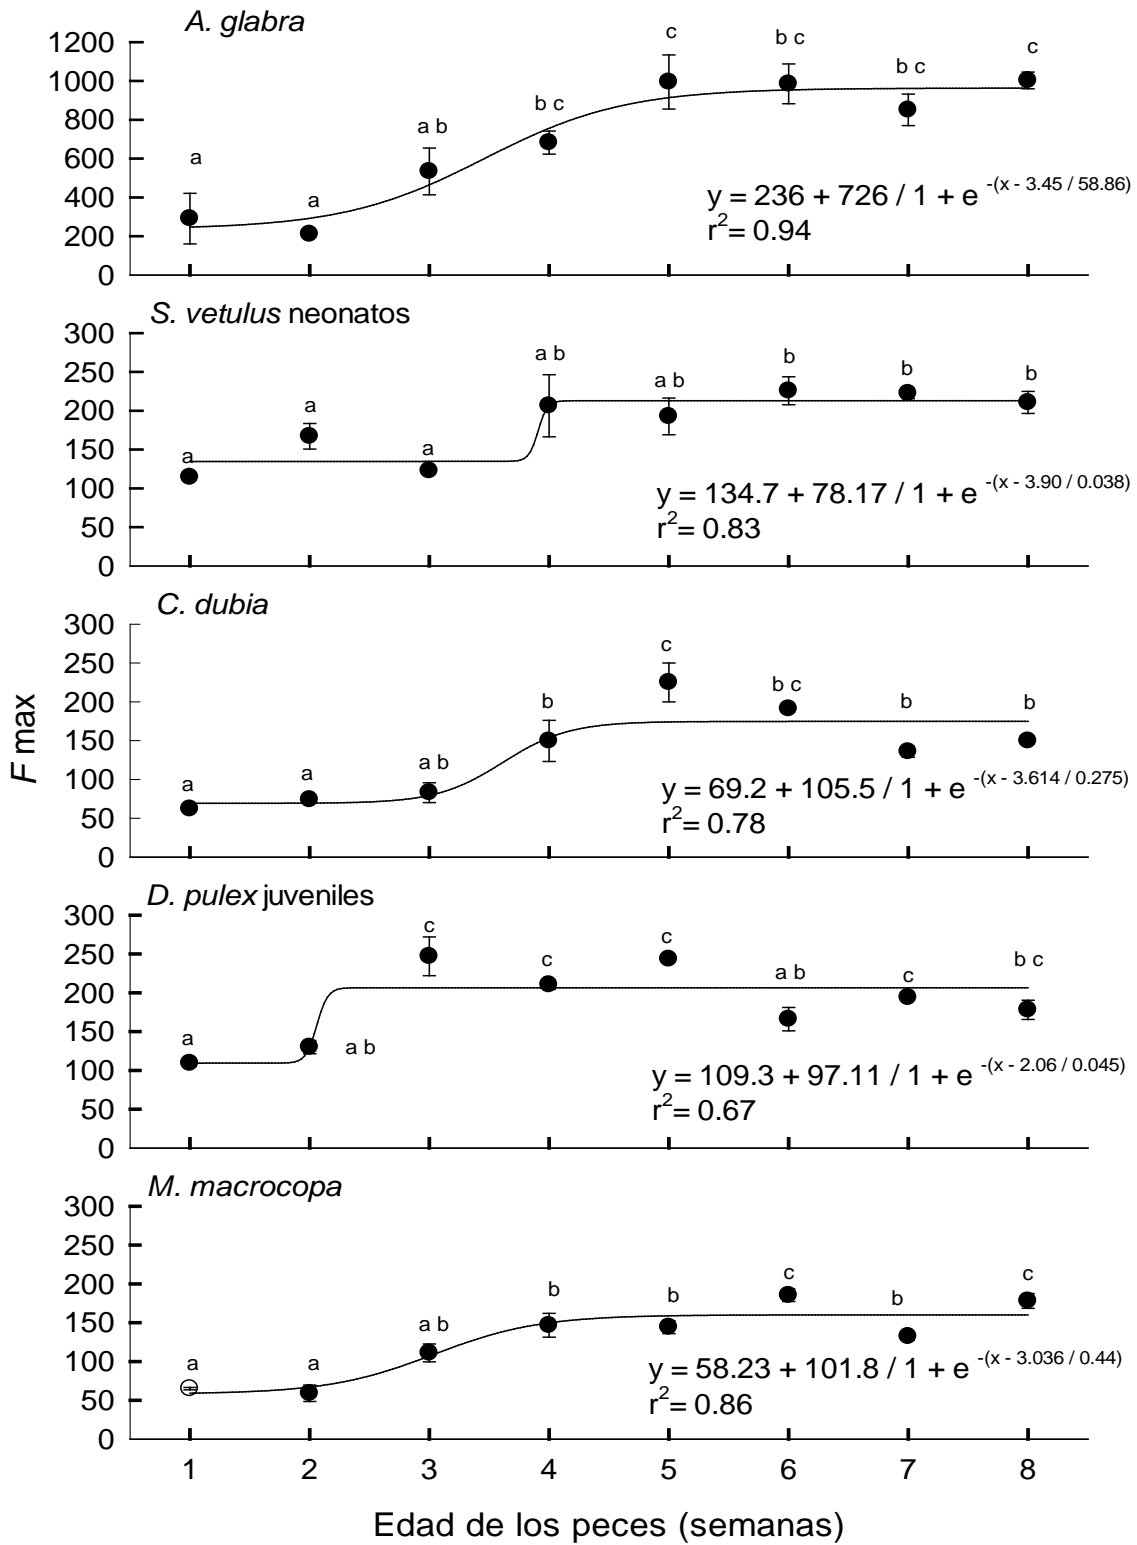 A. glabra
1200
1000
800
600
400
200
0
a
a
a b
b c
c
b c
b c
c
y = 236 + 726 / 1 + e -(x - 3.45 / 58.86)
r2= 0.94
S. vetulus neonatos
300
250
200
150
100
50
0
a
a
a
a b
a b
b
b
b
y = 134.7 + 78.17 / 1 + e -(x - 3.90 / 0.038)
r2= 0.83
C. dubia
300
250
200
150
100
50
0
a
a
a b
b
c
b c
b
b
y = 69.2 + 105.5 / 1 + e -(x - 3.614 / 0.275)
r2= 0.78
F max
D. pulex juveniles
300
250
200
150
100
50
0
a
a b
c
c
c
a b
c
b c
y = 109.3 + 97.11 / 1 + e -(x - 2.06 / 0.045)
r2= 0.67
M. macrocopa
300
250
200
150
100
50
0
a
a
a b
b
b
c
b
c
y = 58.23 + 101.8 / 1 + e -(x - 3.036 / 0.44)
r2= 0.86
1 2 3 4 5 6 7 8
Edad de los peces (semanas)